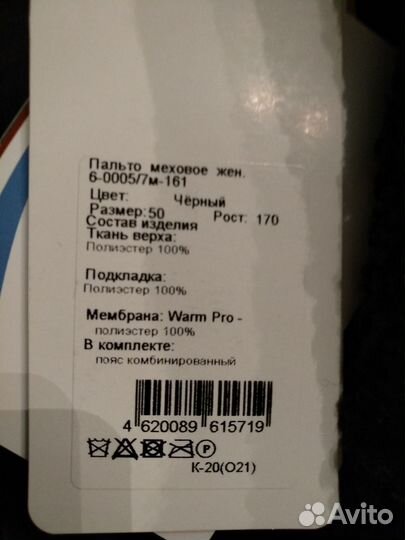 Пальто меховое жен.
6-0005/7м-161
Цвет: Чёрный
Размер:50 Рост: 170
Состав изделия
Ткань верха:
Полиэстер 100%
Подкладка:
Полиэстер 100%
Мембрана: Warm Pro -
полиэстер 100%
В комплекте:
пояс комбинированный
4 620089 615719
P
К-20(О21)
Avito